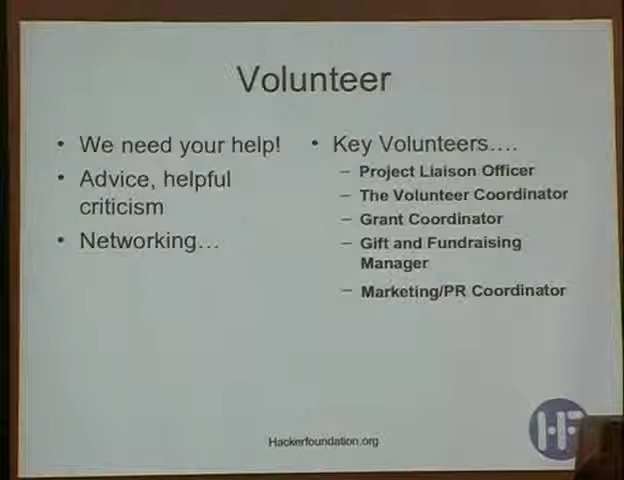 Volunteer
• We need your help!
• Advice, helpful
criticism
• Networking…
• Key Volunteers….
– Project Liaison Officer
– The Volunteer Coordinator
– Grant Coordinator
– Gift and Fundraising
Manager
– Marketing/PR Coordinator
Hackerfoundation.org
HF